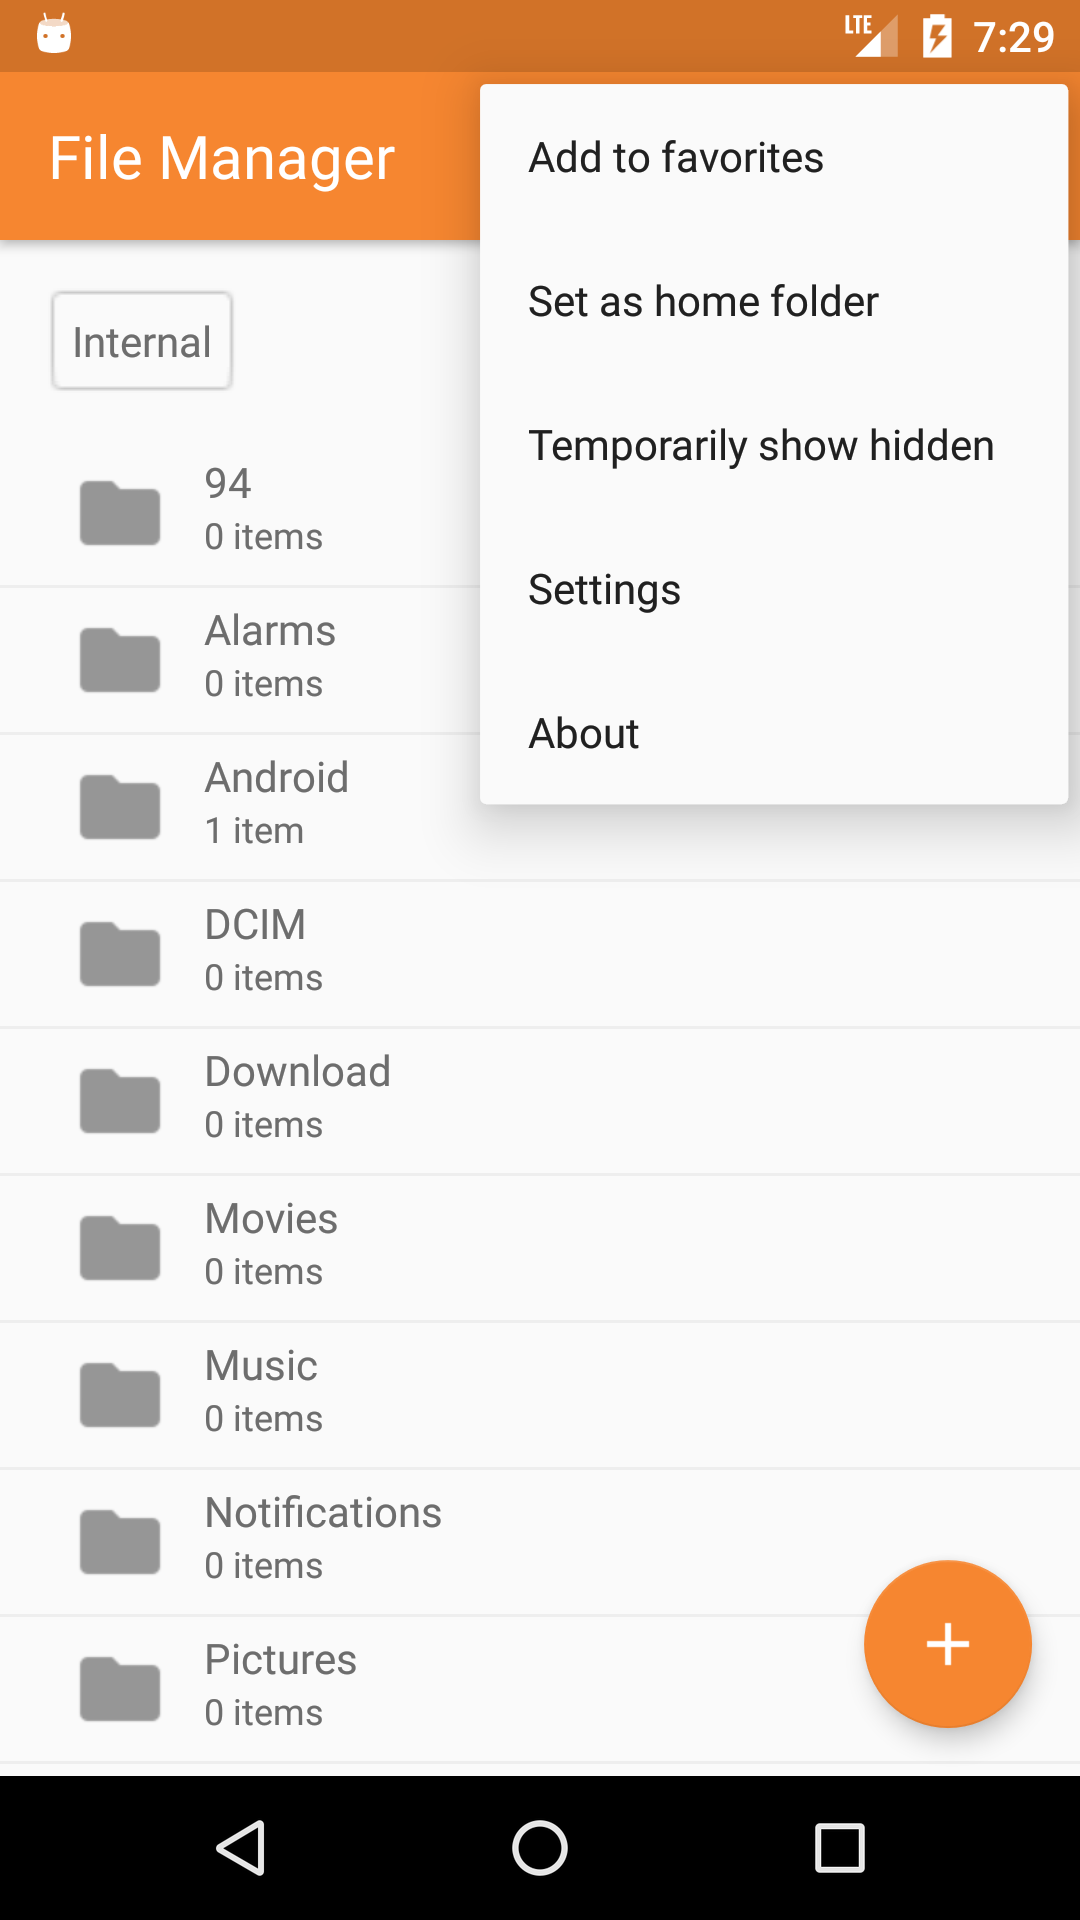 LTE 7:29
File Manager
Add to favorites
Set as home folder
Temporarily show hidden
Settings
About
Internal
94
0 items
Alarms
0 items
Android
1 item
DCIM
0 items
Download
0 items
Movies
0 items
Music
0 items
Notifications
0 items
Pictures
0 items